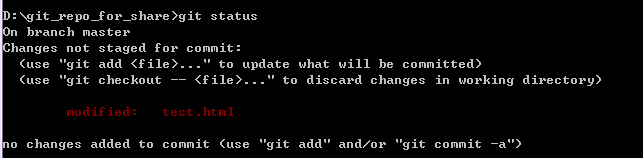 D:\git_repo_for_share>git status
On branch master
Changes not staged for commit:
  (use "git add <file>..." to update what will be committed)
  (use "git checkout -- <file>..." to discard changes in working directory)
        modified:   test.html
no changes added to commit (use "git add" and/or "git commit -a")